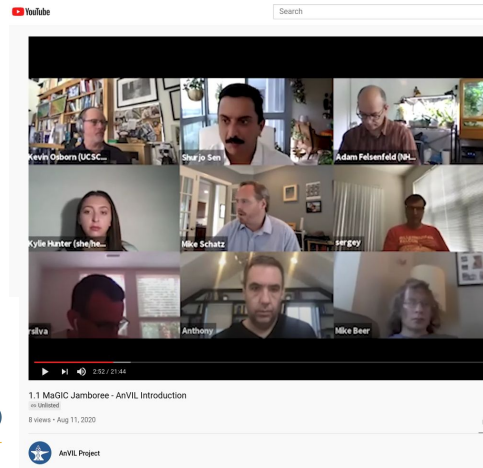 YouTube
Search
Kevin Osborn (UCSC...
Shurjo Sen
Adam Felsenfeld (NH...
Kylie Hunter (she/he...
Mike Schatz
sergey
rsilva
Anthony
Mike Beer
2:52 / 21:44
1.1 MaGIC Jamboree - AnVIL Introduction
Unlisted
8 views • Aug 11, 2020
AnVIL Project